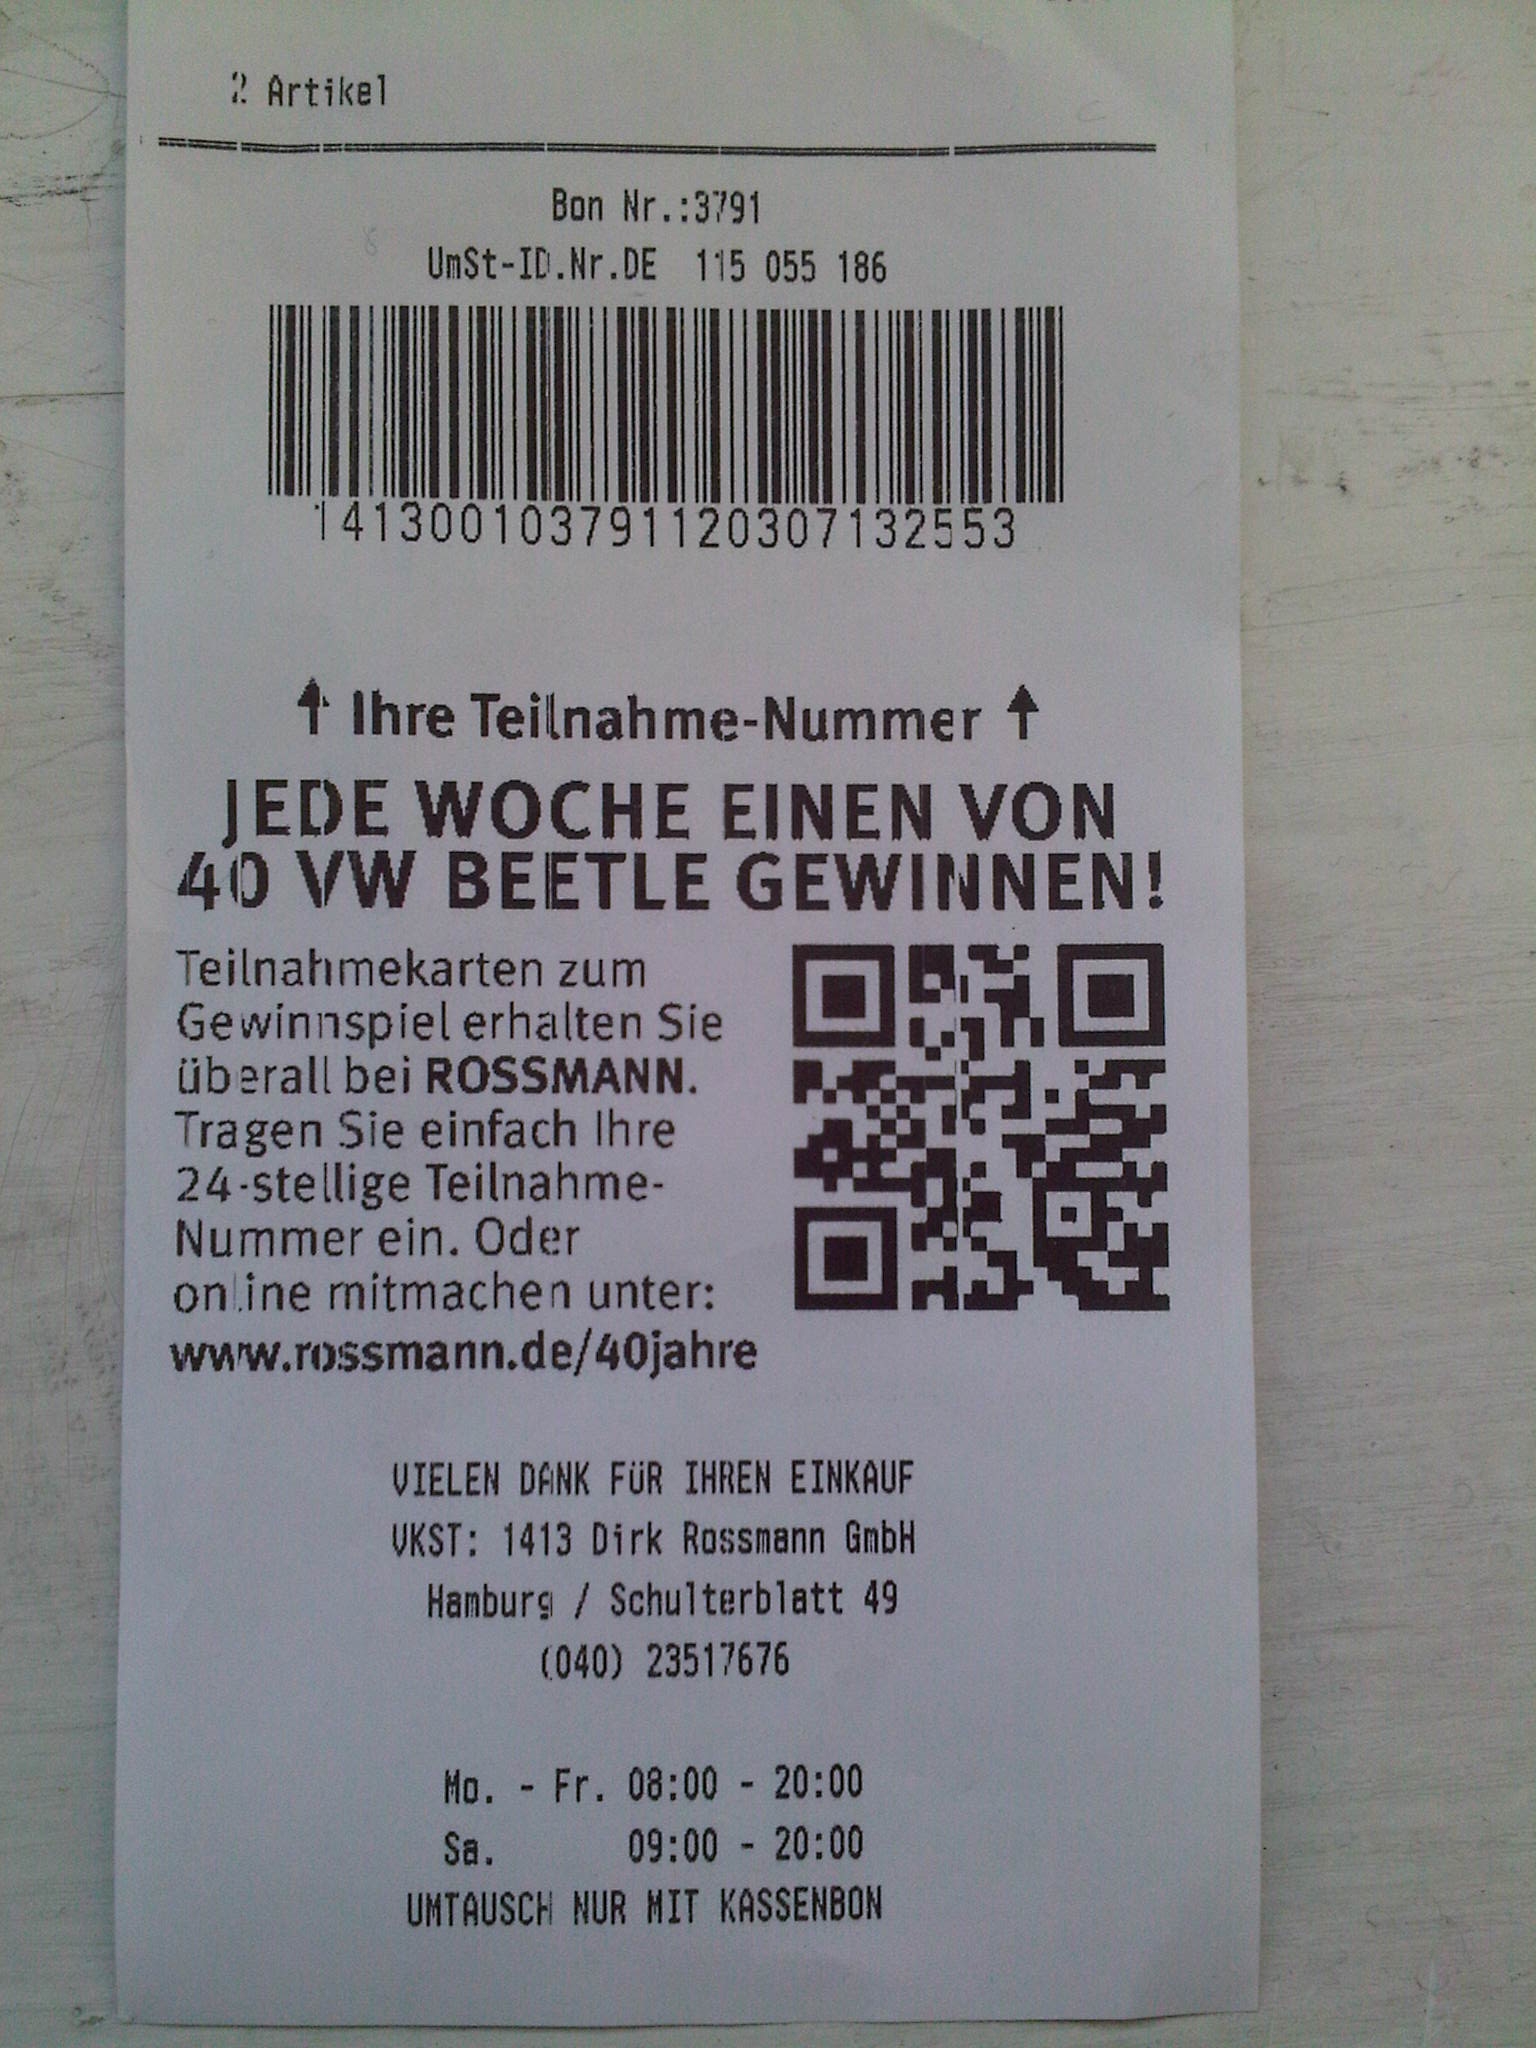 2 Artikel
Bon Nr.:3791
UmSt-ID.Nr.DE 115 055 186
141300103791120307132553
↑ Ihre Teilnahme-Nummer ↑
JEDE WOCHE EINEN VON
40 VW BEETLE GEWINNEN!
Teilnahmekarten zum
Gewinnspiel erhalten Sie
überall bei ROSSMANN.
Tragen Sie einfach Ihre
24-stellige Teilnahme-
Nummer ein. Oder
online mitmachen unter:
www.rossmann.de/40jahre
VIELEN DANK FÜR IHREN EINKAUF
VKST: 1413 Dirk Rossmann GmbH
Hamburg / Schulterblatt 49
(040) 23517676
Mo. - Fr. 08:00 - 20:00
Sa. 09:00 - 20:00
UMTAUSCH NUR MIT KASSENBON